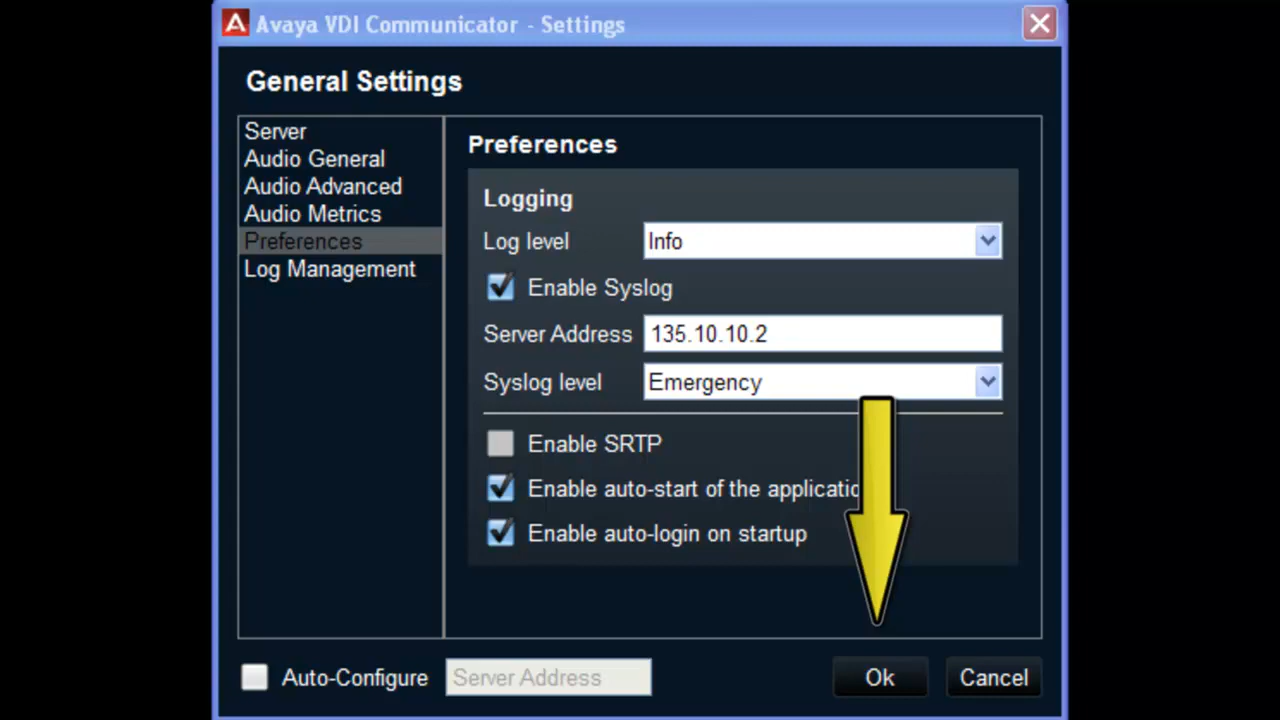 Avaya VDI Communicator - Settings
General Settings
Server
Audio General
Audio Advanced
Audio Metrics
Preferences
Log Management
Preferences
Logging
Log level Info
Enable Syslog
Server Address 135.10.10.2
Syslog level Emergency
Enable SRTP
Enable auto-start of the applicatio
Enable auto-login on startup
Auto-Configure Server Address Ok Cancel